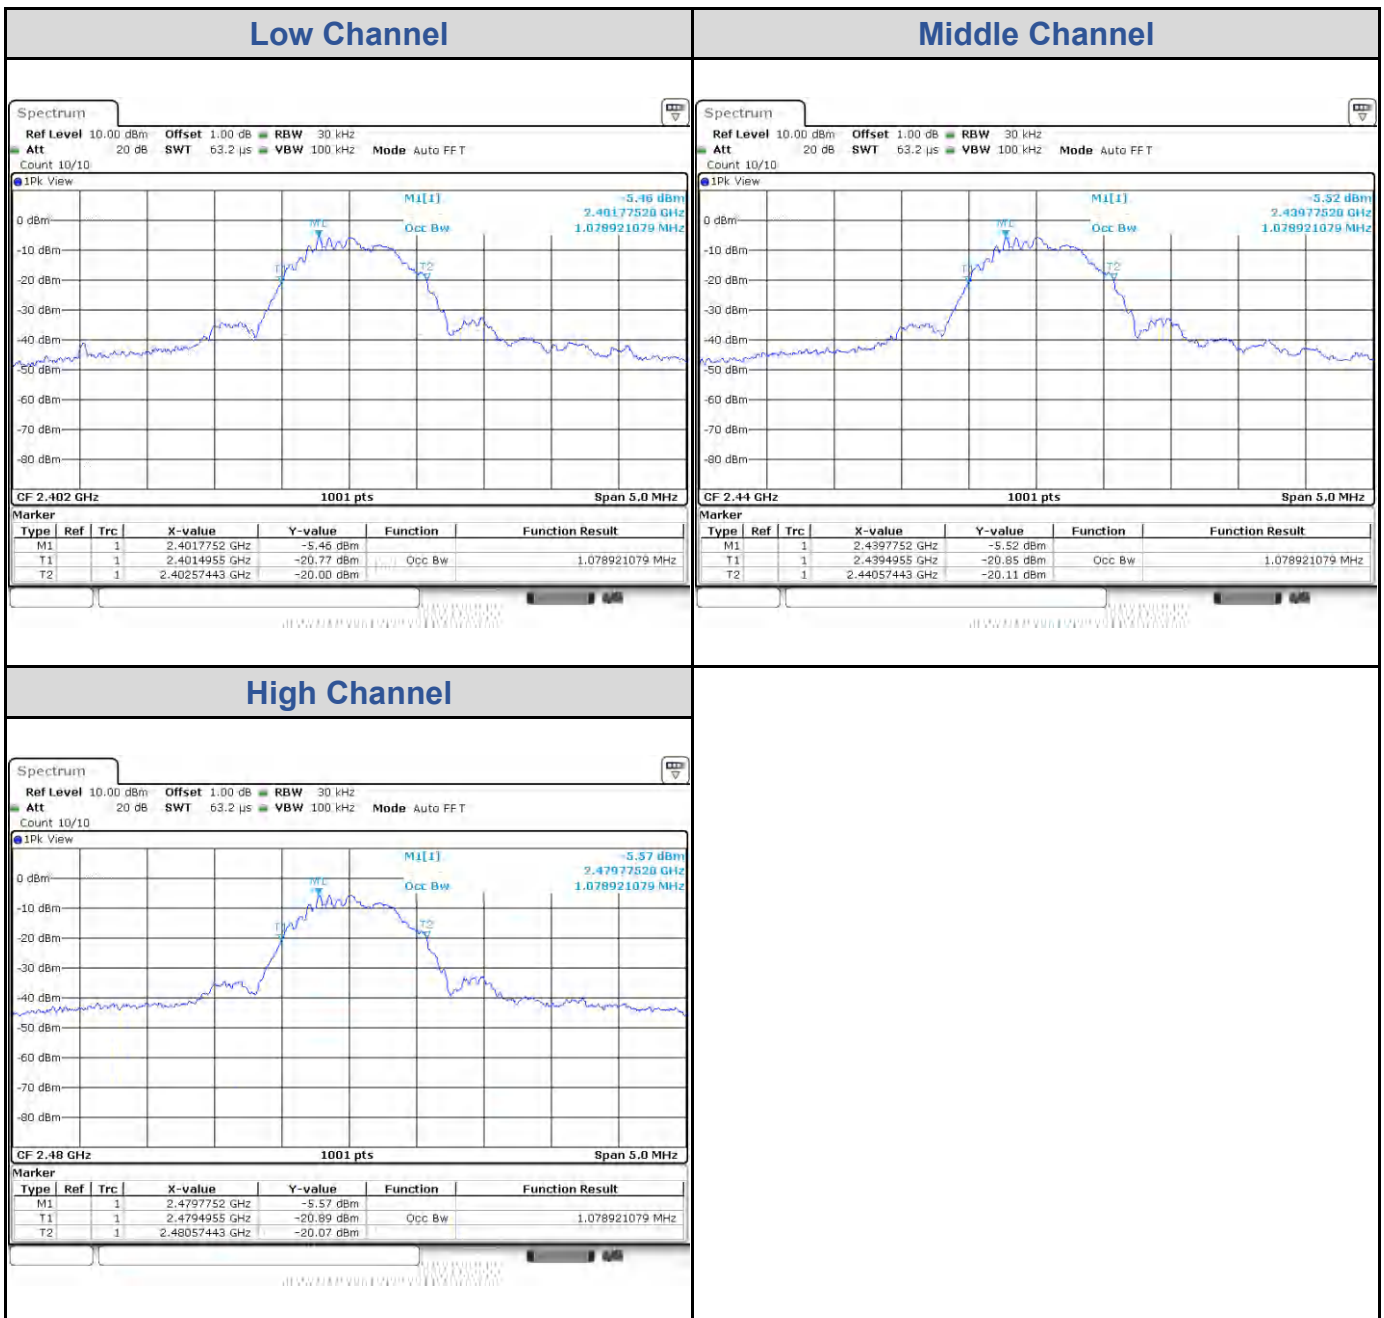 Low Channel
Spectrum
Ref Level 10.00 dBm Offset 1.00 dB RBW 30 kHz
Att 20 dB SWT 63.2 µs VBW 100 kHz Mode Auto FFT
Count 10/10
1Pk View
M1[1] -5.46 dBm
2.40177520 GHz
Occ Bw 1.078921079 MHz
M1
T1
T2
0 dBm
-10 dBm
-20 dBm
-30 dBm
-40 dBm
-50 dBm
-60 dBm
-70 dBm
-80 dBm
CF 2.402 GHz 1001 pts Span 5.0 MHz
Marker
Type Ref Trc X-value Y-value Function Function Result
M1 1 2.4017752 GHz -5.46 dBm
T1 1 2.4014955 GHz -20.77 dBm Occ Bw 1.078921079 MHz
T2 1 2.40257443 GHz -20.00 dBm
Middle Channel
Spectrum
Ref Level 10.00 dBm Offset 1.00 dB RBW 30 kHz
Att 20 dB SWT 63.2 µs VBW 100 kHz Mode Auto FFT
Count 10/10
1Pk View
M1[1] -5.52 dBm
2.43977520 GHz
Occ Bw 1.078921079 MHz
M1
T1
T2
0 dBm
-10 dBm
-20 dBm
-30 dBm
-40 dBm
-50 dBm
-60 dBm
-70 dBm
-80 dBm
CF 2.44 GHz 1001 pts Span 5.0 MHz
Marker
Type Ref Trc X-value Y-value Function Function Result
M1 1 2.4397752 GHz -5.52 dBm
T1 1 2.4394955 GHz -20.85 dBm Occ Bw 1.078921079 MHz
T2 1 2.44057443 GHz -20.11 dBm
High Channel
Spectrum
Ref Level 10.00 dBm Offset 1.00 dB RBW 30 kHz
Att 20 dB SWT 63.2 µs VBW 100 kHz Mode Auto FFT
Count 10/10
1Pk View
M1[1] -5.57 dBm
2.47977520 GHz
Occ Bw 1.078921079 MHz
M1
T1
T2
0 dBm
-10 dBm
-20 dBm
-30 dBm
-40 dBm
-50 dBm
-60 dBm
-70 dBm
-80 dBm
CF 2.48 GHz 1001 pts Span 5.0 MHz
Marker
Type Ref Trc X-value Y-value Function Function Result
M1 1 2.4797752 GHz -5.57 dBm
T1 1 2.4794955 GHz -20.89 dBm Occ Bw 1.078921079 MHz
T2 1 2.48057443 GHz -20.07 dBm